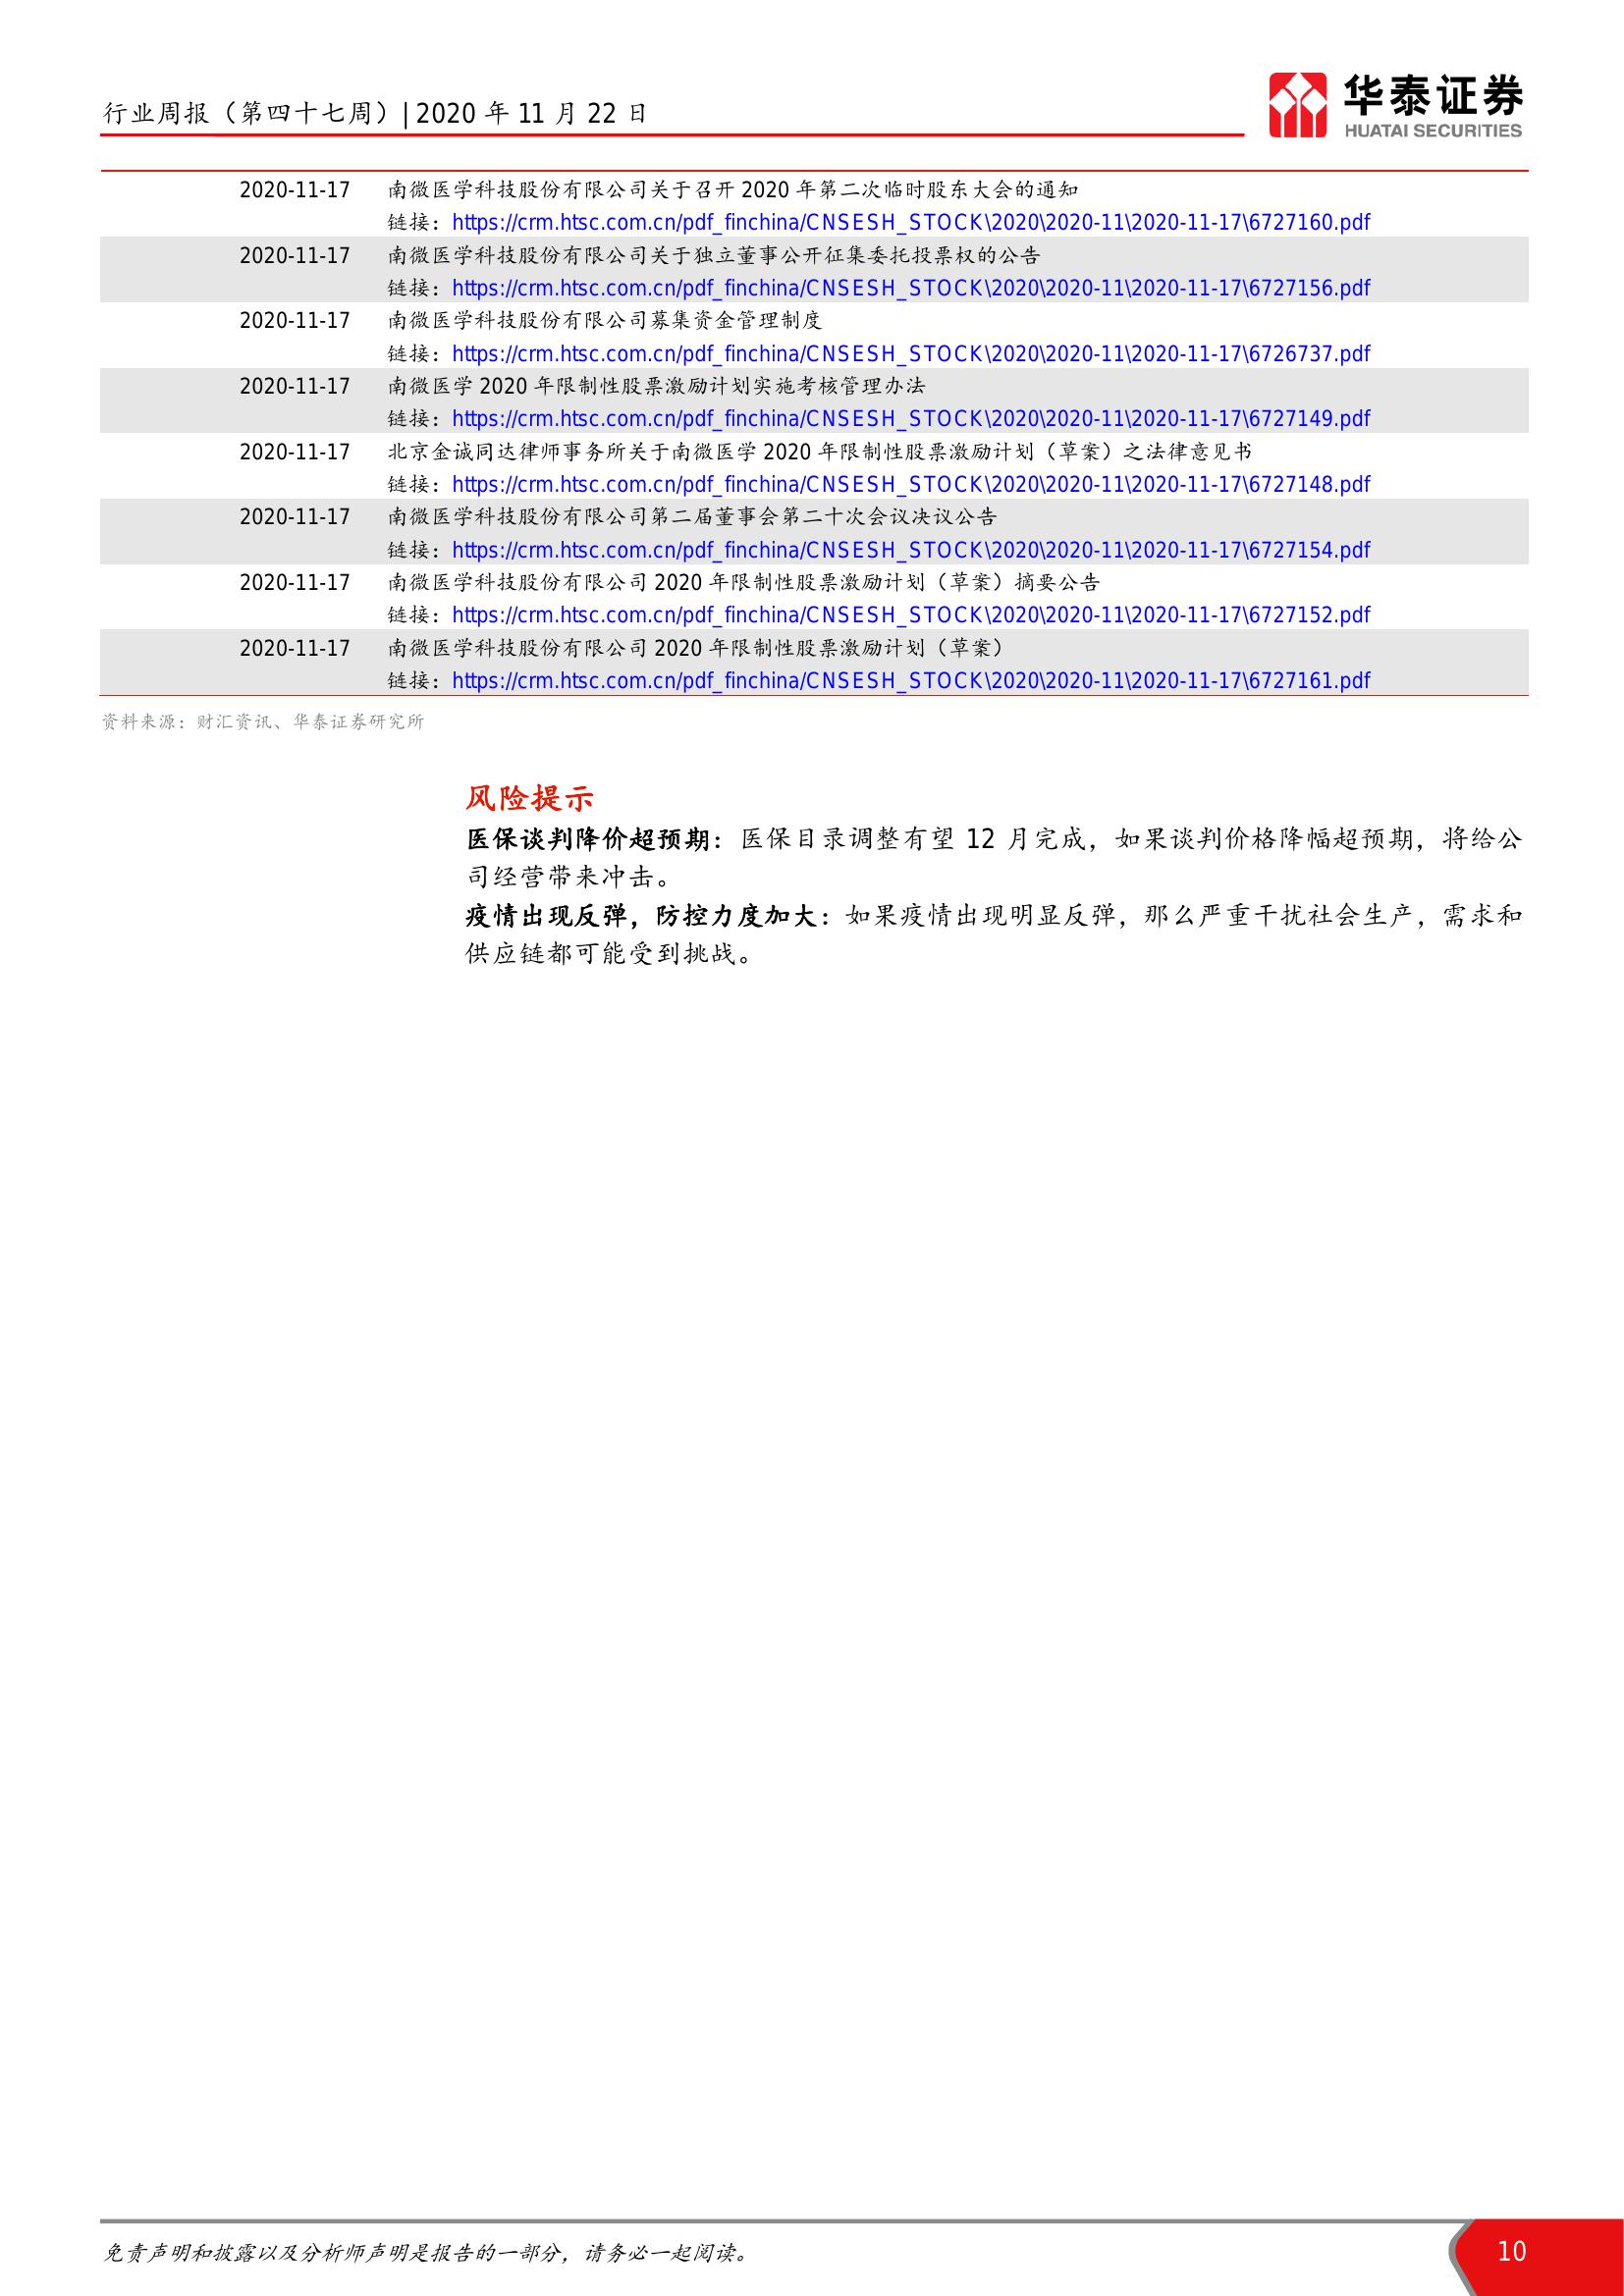 行业周报（第四十七周）| 2020 年 11 月 22 日
华泰证券
HUATAI SECURITIES
2020-11-17 南微医学科技股份有限公司关于召开 2020 年第二次临时股东大会的通知
链接：https://crm.htsc.com.cn/pdf_finchina/CNSESH_STOCK\2020\2020-11\2020-11-17\6727160.pdf
2020-11-17 南微医学科技股份有限公司关于独立董事公开征集委托投票权的公告
链接：https://crm.htsc.com.cn/pdf_finchina/CNSESH_STOCK\2020\2020-11\2020-11-17\6727156.pdf
2020-11-17 南微医学科技股份有限公司募集资金管理制度
链接：https://crm.htsc.com.cn/pdf_finchina/CNSESH_STOCK\2020\2020-11\2020-11-17\6726737.pdf
2020-11-17 南微医学 2020 年限制性股票激励计划实施考核管理办法
链接：https://crm.htsc.com.cn/pdf_finchina/CNSESH_STOCK\2020\2020-11\2020-11-17\6727149.pdf
2020-11-17 北京金诚同达律师事务所关于南微医学 2020 年限制性股票激励计划（草案）之法律意见书
链接：https://crm.htsc.com.cn/pdf_finchina/CNSESH_STOCK\2020\2020-11\2020-11-17\6727148.pdf
2020-11-17 南微医学科技股份有限公司第二届董事会第二十次会议决议公告
链接：https://crm.htsc.com.cn/pdf_finchina/CNSESH_STOCK\2020\2020-11\2020-11-17\6727154.pdf
2020-11-17 南微医学科技股份有限公司 2020 年限制性股票激励计划（草案）摘要公告
链接：https://crm.htsc.com.cn/pdf_finchina/CNSESH_STOCK\2020\2020-11\2020-11-17\6727152.pdf
2020-11-17 南微医学科技股份有限公司 2020 年限制性股票激励计划（草案）
链接：https://crm.htsc.com.cn/pdf_finchina/CNSESH_STOCK\2020\2020-11\2020-11-17\6727161.pdf
资料来源：财汇资讯、华泰证券研究所
风险提示
医保谈判降价超预期：医保目录调整有望 12 月完成，如果谈判价格降幅超预期，将给公
司经营带来冲击。
疫情出现反弹，防控力度加大：如果疫情出现明显反弹，那么严重干扰社会生产，需求和
供应链都可能受到挑战。
免责声明和披露以及分析师声明是报告的一部分，请务必一起阅读。
10